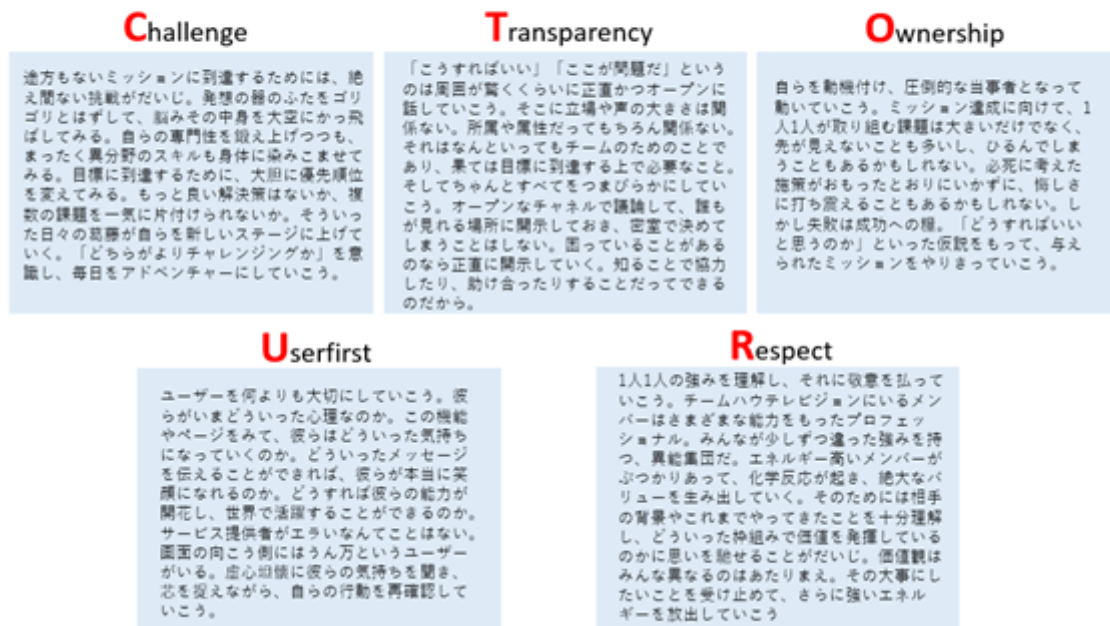 Challenge
途方もないミッションに到達するためには、絶
え間ない挑戦がだいじ。発想の器のふたをゴリ
ゴリとはずして、脳みその中身を大空にかっ飛
ばしてみる。自らの専門性を鍛え上げつつも、
まったく異分野のスキルも身体に染みこませて
みる。目標に到達するために、大胆に優先順位
を変えてみる。もっと良い解決策はないか、複
数の課題を一気に片付けられないか。そういっ
た日々の葛藤が自らを新しいステージに上げて
いく。「どちらがよりチャレンジングか」を意
識し、毎日をアドベンチャーにしていこう。
Transparency
「こうすればいい」「ここが問題だ」という
のは周囲が驚くくらいに正直かつオープンに
話していこう。そこに立場や声の大きさは関
係ない。所属や属性だってもちろん関係ない。
それはなんといってもチームのためのことで
あり、果ては目標に到達する上で必要なこと。
そしてちゃんとすべてをつまびらかにしてい
こう。オープンなチャネルで議論して、誰も
が見れる場所に開示しておき、密室で決めて
しまうことはしない。困っていることがある
のなら正直に開示していく。知ることで協力
したり、助け合ったりすることだってできる
のだから。
Ownership
自らを動機付け、圧倒的な当事者となって
動いていこう。ミッション達成に向けて、1
人1人が取り組む課題は大きいだけでなく、
先が見えないことも多いし、ひるんでしま
うこともあるかもしれない。必死に考えた
施策がおもったとおりにいかずに、悔しさ
に打ち震えることもあるかもしれない。し
かし失敗は成功への糧。「どうすればいい
と思うのか」といった仮説をもって、与え
られたミッションをやりきっていこう。
Userfirst
ユーザーを何よりも大切にしていこう。彼
らがいまどういった心理なのか。この機能
やページをみて、彼らはどういった気持ち
になっていくのか。どういったメッセージ
を伝えることができれば、彼らが本当に笑
顔になれるのか。どうすれば彼らの能力が
開花し、世界で活躍することができるのか。
サービス提供者がエラいなんてことはない。
画面の向こう側にはうん万というユーザー
がいる。虚心坦懐に彼らの気持ちを聞き、
芯を捉えながら、自らの行動を再確認して
いこう。
Respect
1人1人の強みを理解し、それに敬意を払って
いこう。チームハウテレビジョンにいるメン
バーはさまざまな能力をもったプロフェッ
ショナル。みんなが少しずつ違った強みを持
つ、異能集団だ。エネルギー高いメンバーが
ぶつかりあって、化学反応が起き、絶大なバ
リューを生み出していく。そのためには相手
の背景やこれまでやってきたことを十分理解
し、どういった枠組みで価値を発揮している
のかに思いを馳せることがだいじ。価値観は
みんな異なるのはあたりまえ。その大事にし
たいことを受け止めて、さらに強いエネル
ギーを放出していこう